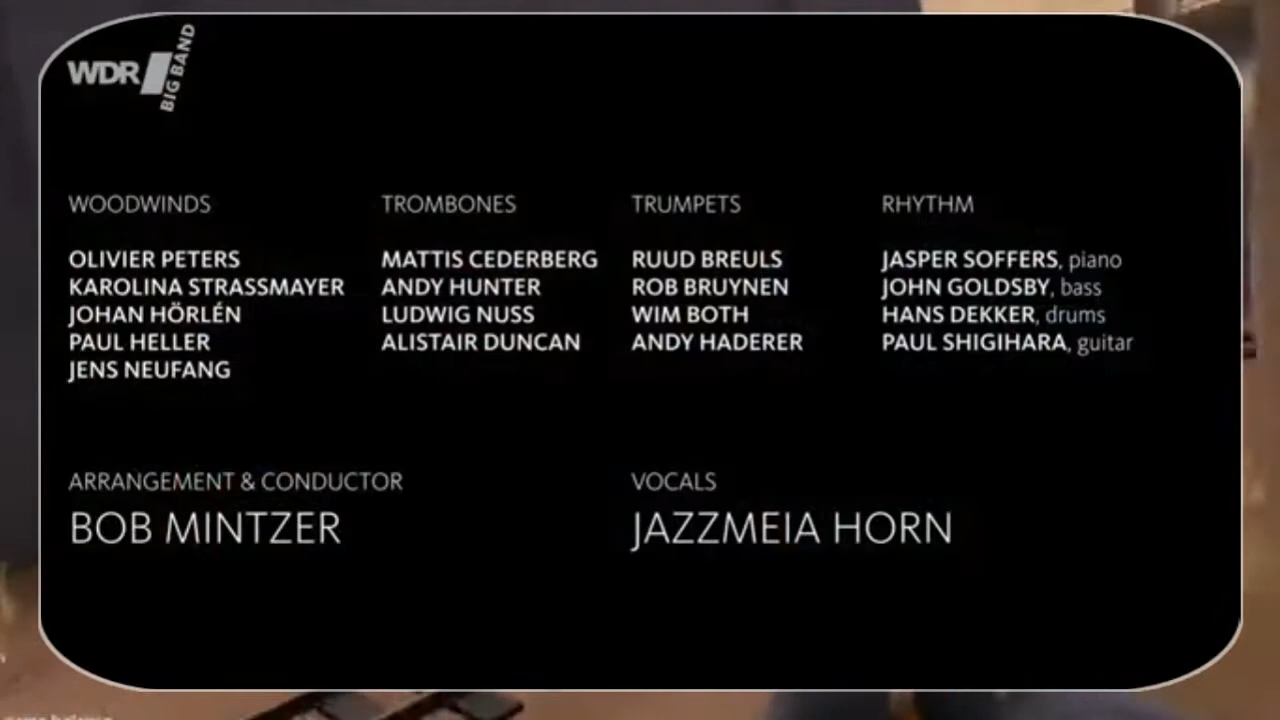 WDR BIG BAND
WOODWINDS
OLIVIER PETERS
KAROLINA STRASSMAYER
JOHAN HÖRLÉN
PAUL HELLER
JENS NEUFANG
TROMBONES
MATTIS CEDERBERG
ANDY HUNTER
LUDWIG NUSS
ALISTAIR DUNCAN
TRUMPETS
RUUD BREULS
ROB BRUYNEN
WIM BOTH
ANDY HADERER
RHYTHM
JASPER SOFFERS, piano
JOHN GOLDSBY, bass
HANS DEKKER, drums
PAUL SHIGIHARA, guitar
ARRANGEMENT & CONDUCTOR
BOB MINTZER
VOCALS
JAZZMEIA HORN